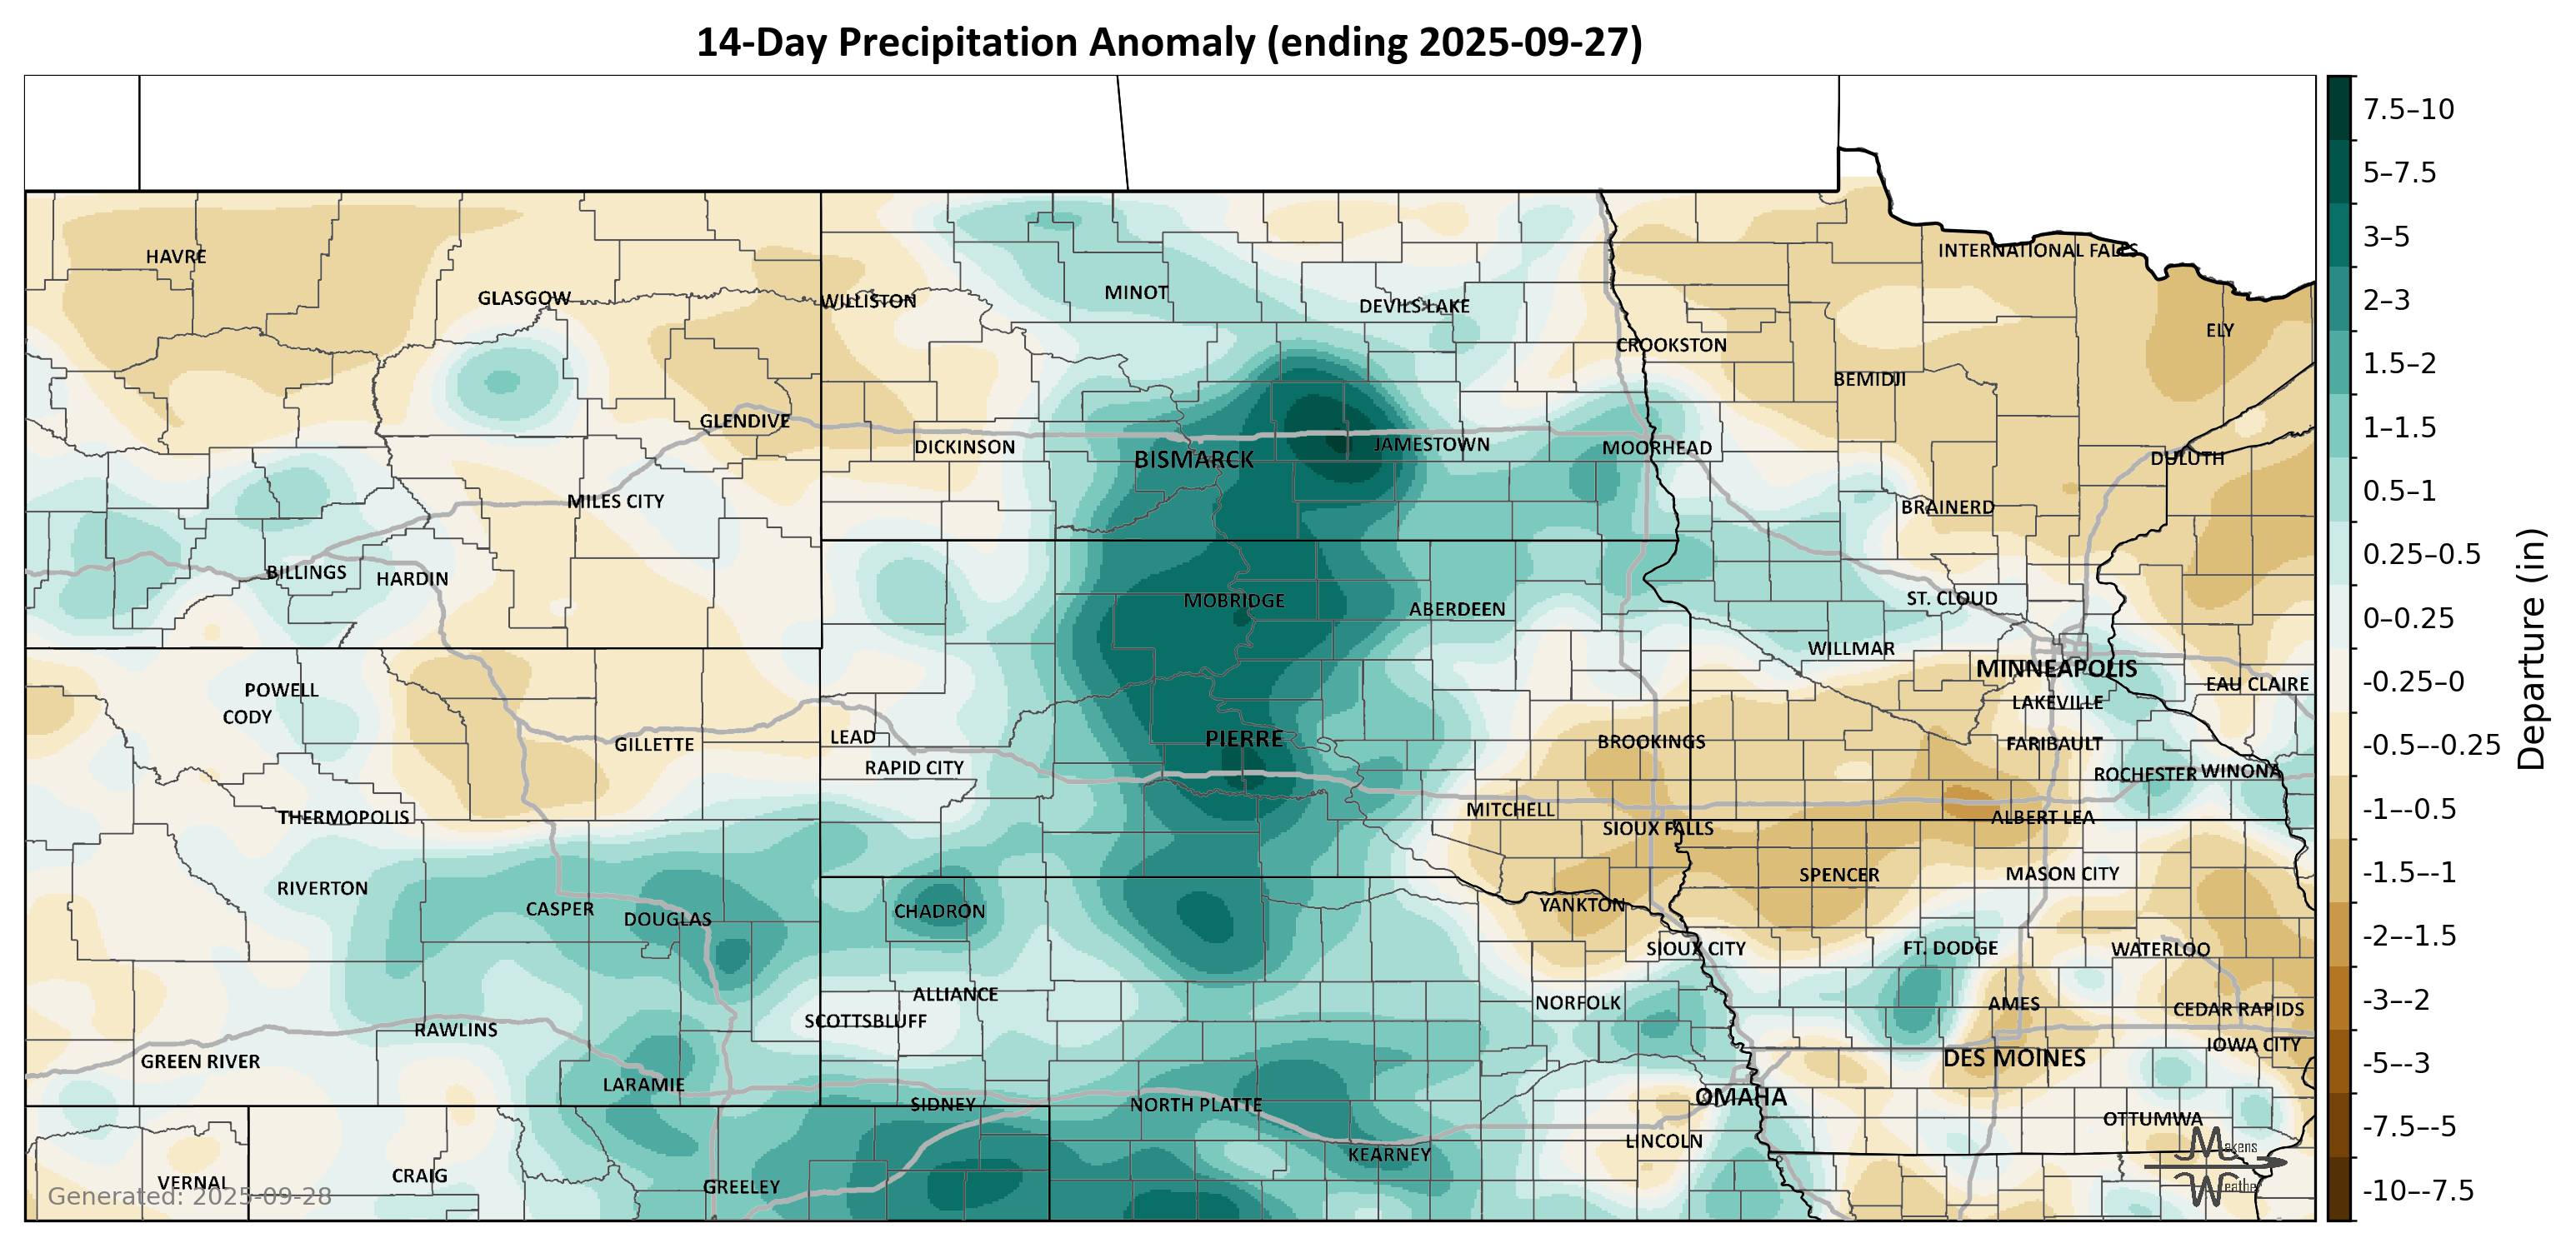 14-Day Precipitation Anomaly (ending 2025-09-27)
HAVRE
GLASGOW
WILLISTON
MINOT
DEVILS LAKE
INTERNATIONAL FALLS
ELY
CROOKSTON
BEMIDJI
GLENDIVE
DICKINSON
BISMARCK
JAMESTOWN
MOORHEAD
DULUTH
MILES CITY
BRAINERD
BILLINGS
HARDIN
MOBRIDGE
ABERDEEN
ST. CLOUD
WILLMAR
MINNEAPOLIS
EAU CLAIRE
POWELL
CODY
LAKEVILLE
GILLETTE
LEAD
PIERRE
BROOKINGS
FARIBAULT
RAPID CITY
ROCHESTER
WINONA
THERMOPOLIS
MITCHELL
SIOUX FALLS
ALBERT LEA
RIVERTON
CASPER
DOUGLAS
CHADRON
YANKTON
SPENCER
MASON CITY
SIOUX CITY
FT. DODGE
WATERLOO
ALLIANCE
SCOTTSBLUFF
NORFOLK
AMES
CEDAR RAPIDS
RAWLINS
GREEN RIVER
DES MOINES
IOWA CITY
LARAMIE
SIDNEY
NORTH PLATTE
OMAHA
OTTUMWA
LINCOLN
KEARNEY
VERNAL
CRAIG
GREELEY
Generated: 2025-09-28
Makens
Weather
7.5–10
5–7.5
3–5
2–3
1.5–2
1–1.5
0.5–1
0.25–0.5
0–0.25
-0.25–0
-0.5–-0.25
-1–-0.5
-1.5–-1
-2–-1.5
-3–-2
-5–-3
-7.5–-5
-10–-7.5
Departure (in)